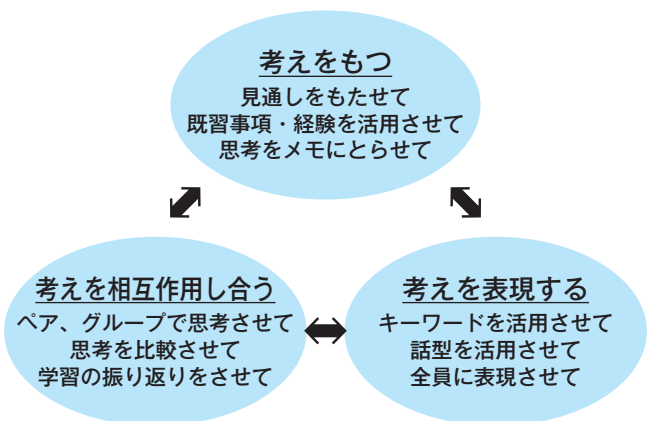 考えをもつ
見通しをもたせて
既習事項・経験を活用させて
思考をメモにとらせて
考えを相互作用し合う
ペア、グループで思考させて
思考を比較させて
学習の振り返りをさせて
考えを表現する
キーワードを活用させて
話型を活用させて
全員に表現させて